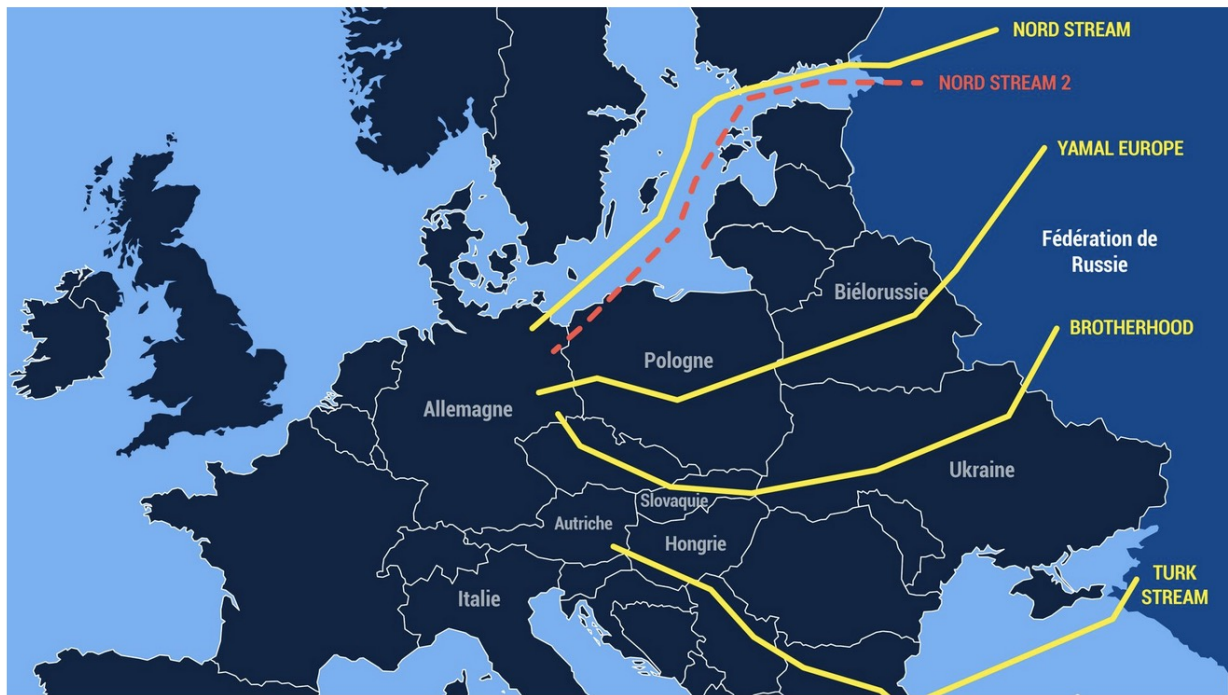 NORD STREAM
NORD STREAM 2
YAMAL EUROPE
Fédération de
Russie
Biélorussie
BROTHERHOOD
Pologne
Allemagne
Ukraine
Slovaquie
Autriche
Hongrie
TURK
STREAM
Italie